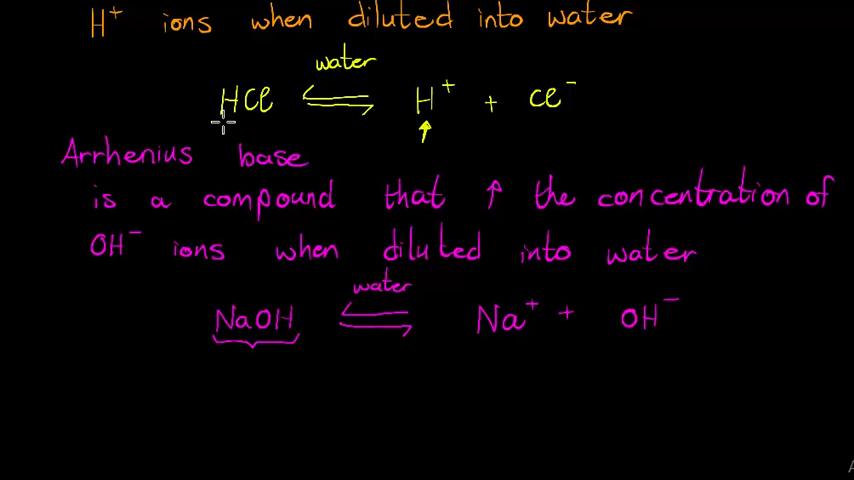 H⁺ ions when diluted into water
water
HCl ⇌ H⁺ + Cl⁻
Arrhenius base
is a compound that ↑ the concentration of
OH⁻ ions when diluted into water
water
NaOH ⇌ Na⁺ + OH⁻